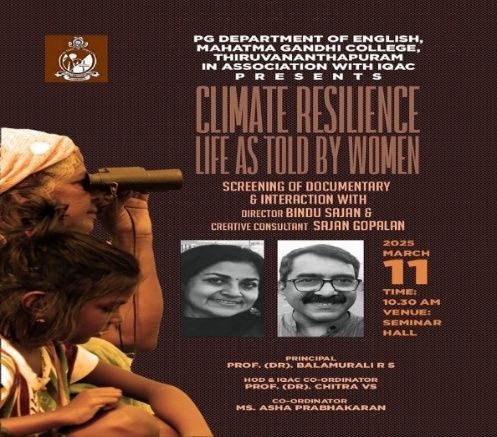 PG DEPARTMENT OF ENGLISH,
MAHATMA GANDHI COLLEGE,
THIRUVANANTHAPURAM
IN ASSOCIATION WITH IQAC
PRESENTS
CLIMATE RESILIENCE
LIFE AS TOLD BY WOMEN
SCREENING OF DOCUMENTARY
& INTERACTION WITH
DIRECTOR BINDU SAJAN &
CREATIVE CONSULTANT SAJAN GOPALAN
2025
MARCH
11
TIME:
10.30 AM
VENUE:
SEMINAR
HALL
PRINCIPAL
PROF. (DR). BALAMURALI R S
HOD & IQAC CO-ORDINATOR
PROF. (DR). CHITRA VS
CO-ORDINATOR
MS. ASHA PRABHAKARAN